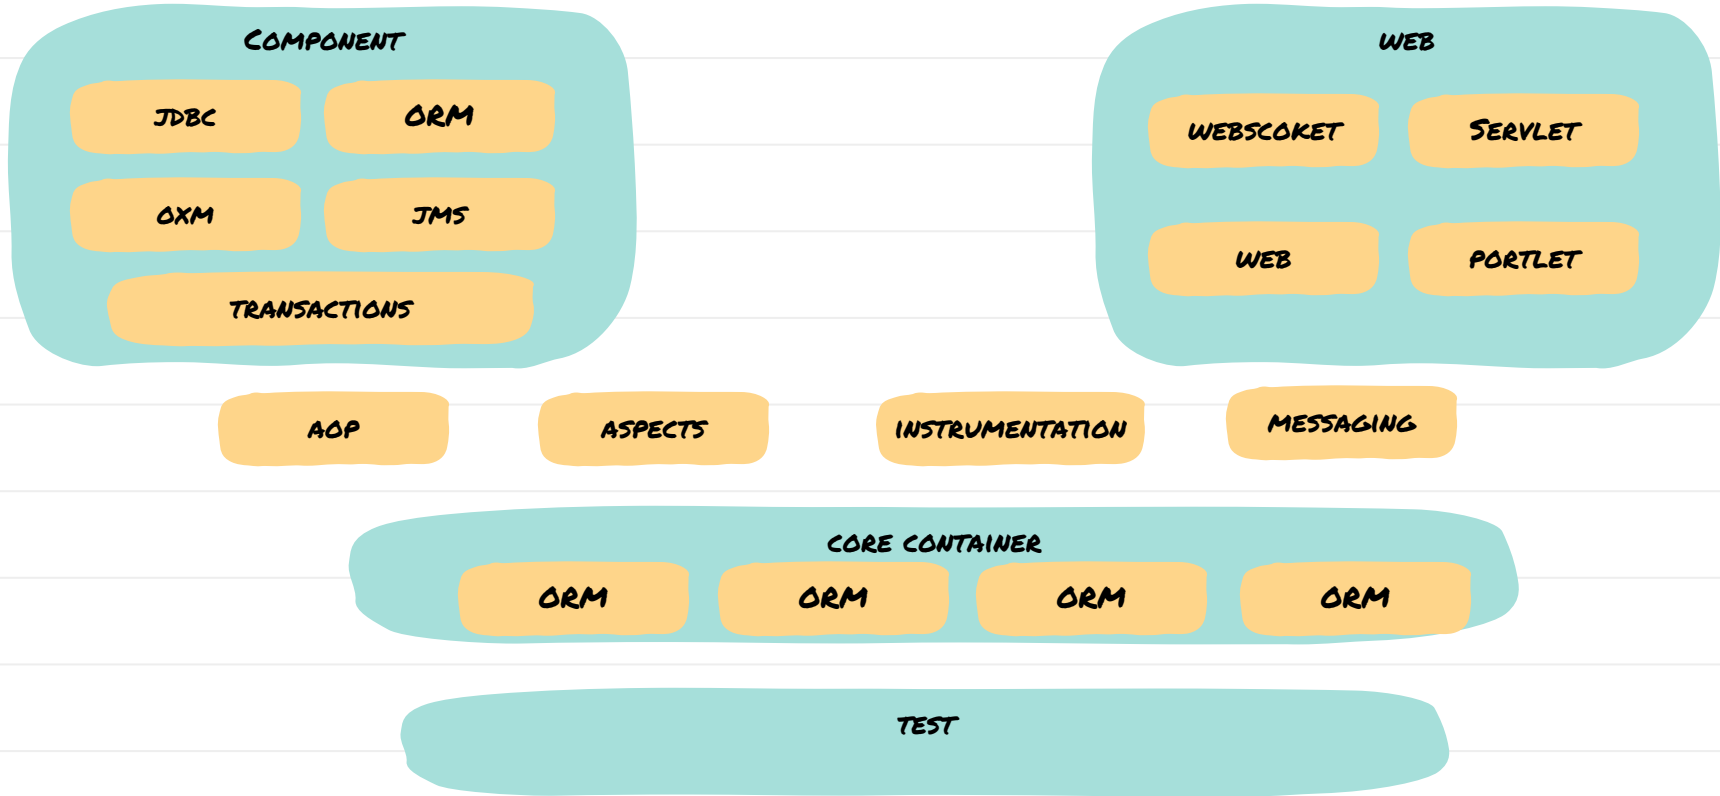 COMPONENT
JDBC
ORM
OXM
JMS
TRANSACTIONS
WEB
WEBSCOKET
SERVLET
WEB
PORTLET
AOP
ASPECTS
INSTRUMENTATION
MESSAGING
CORE CONTAINER
ORM
ORM
ORM
ORM
TEST